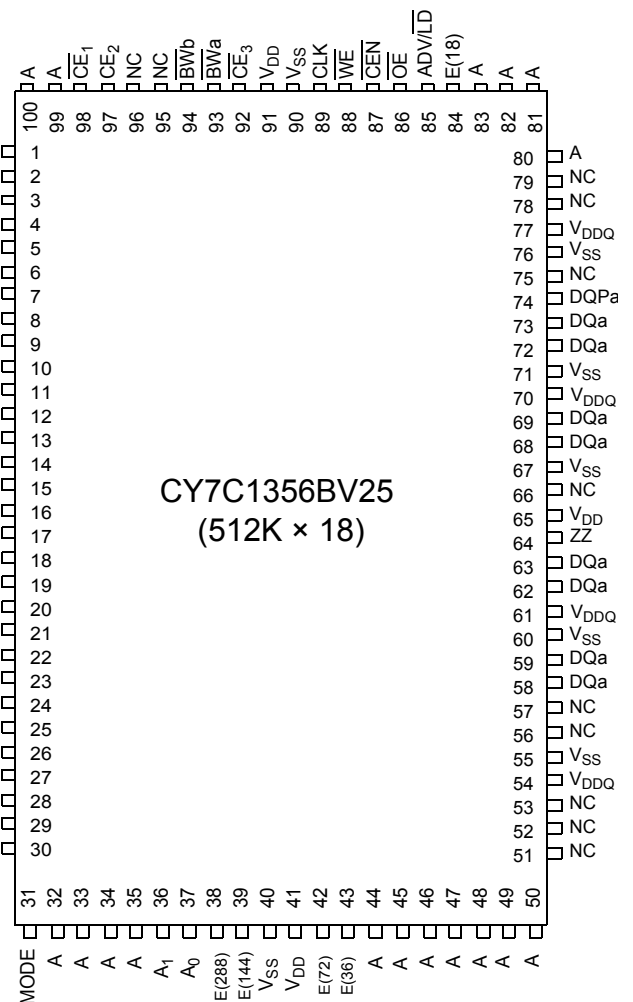 A
A
CE1
CE2
NC
NC
BWb
BWa
CE3
VDD
VSS
CLK
WE
CEN
OE
ADV/LD
E(18)
A
A
A
100
99
98
97
96
95
94
93
92
91
90
89
88
87
86
85
84
83
82
81
1
2
3
4
5
6
7
8
9
10
11
12
13
14
15
16
17
18
19
20
21
22
23
24
25
26
27
28
29
30
CY7C1356BV25
(512K × 18)
80 A
79 NC
78 NC
77 VDDQ
76 VSS
75 NC
74 DQPa
73 DQa
72 DQa
71 VSS
70 VDDQ
69 DQa
68 DQa
67 VSS
66 NC
65 VDD
64 ZZ
63 DQa
62 DQa
61 VDDQ
60 VSS
59 DQa
58 DQa
57 NC
56 NC
55 VSS
54 VDDQ
53 NC
52 NC
51 NC
31
32
33
34
35
36
37
38
39
40
41
42
43
44
45
46
47
48
49
50
MODE
A
A
A
A
A1
A0
E(288)
E(144)
VSS
VDD
E(72)
E(36)
A
A
A
A
A
A
A